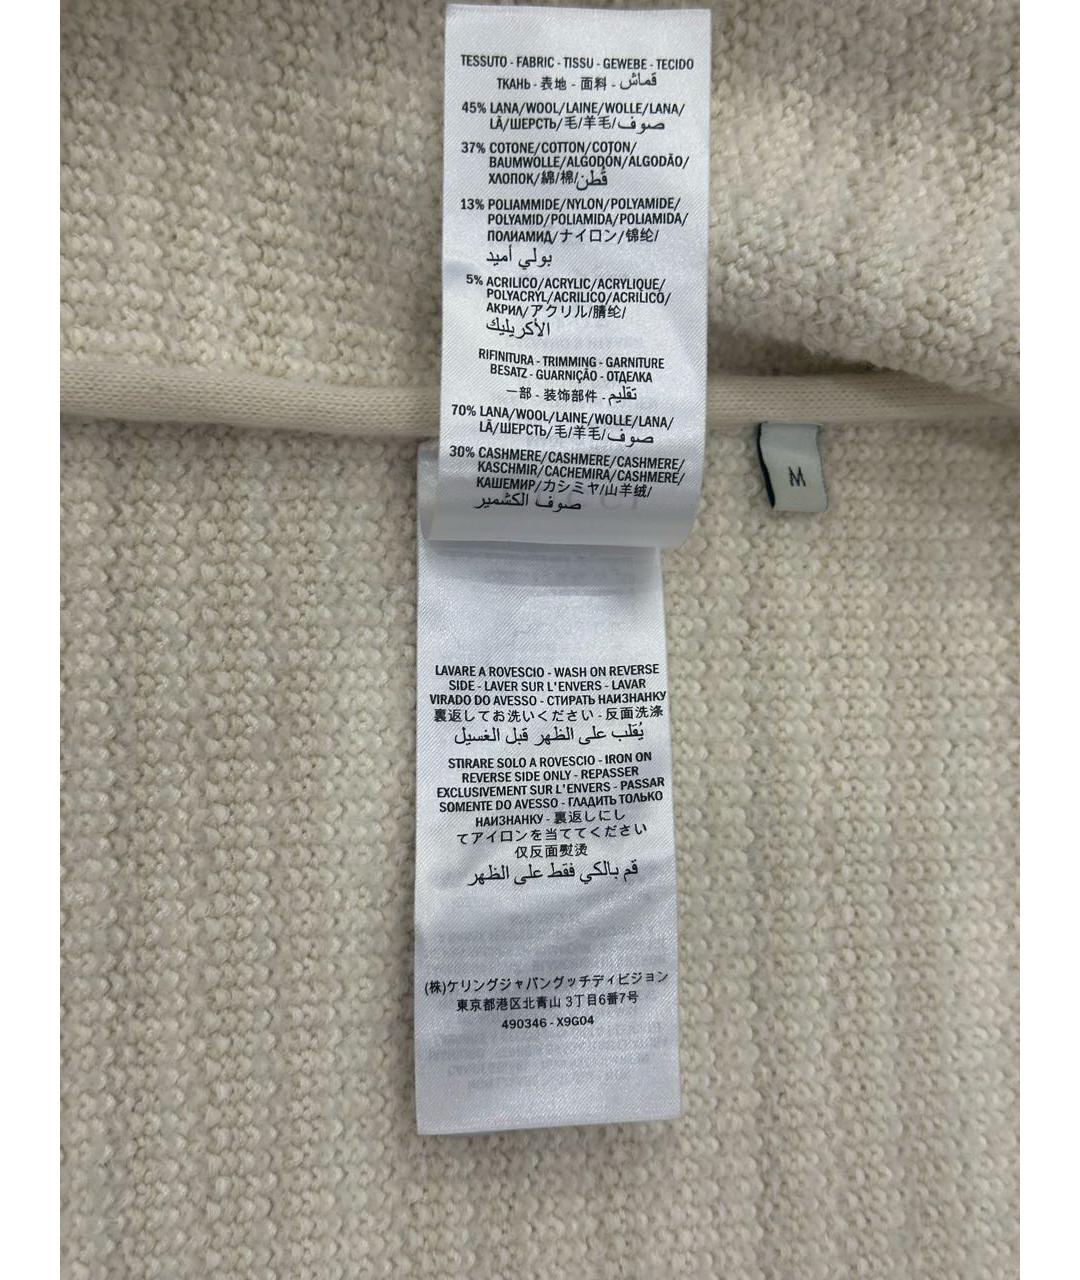 TESSUTO - FABRIC - TISSU - GEWEBE - TECIDO
ТКАНЬ - 表地 - 面料 - قماش
45% LANA/WOOL/LAINE/WOLLE/LANA/
LÃ/ШЕРСТЬ/毛/羊毛/صوف
37% COTONE/COTTON/COTON/
BAUMWOLLE/ALGODÓN/ALGODÃO/
ХЛОПОК/綿/棉/قُطن
13% POLIAMMIDE/NYLON/POLYAMIDE/
POLYAMID/POLIAMIDA/POLIAMIDA/
ПОЛИАМИД/ナイロン/锦纶/
بولي أميد
5% ACRILICO/ACRYLIC/ACRYLIQUE/
POLYACRYL/ACRILICO/ACRÍLICO/
АКРИЛ/アクリル/腈纶/
الأكريليك
RIFINITURA - TRIMMING - GARNITURE
BESATZ - GUARNIÇÃO - ОТДЕЛКА
一部 - 装饰部件 - تقليم
70% LANA/WOOL/LAINE/WOLLE/LANA/
LÃ/ШЕРСТЬ/毛/羊毛/صوف
30% CASHMERE/CASHMERE/CASHMERE/
KASCHMIR/CACHEMIRA/CASHMERE/
КАШЕМИР/カシミヤ/山羊绒/
صوف الكشمير
M
LAVARE A ROVESCIO - WASH ON REVERSE
SIDE - LAVER SUR L'ENVERS - LAVAR
VIRADO DO AVESSO - СТИРАТЬ НАИЗНАНКУ
裏返してお洗いください - 反面洗涤
يُقلب على الظهر قبل الغسيل
STIRARE SOLO A ROVESCIO - IRON ON
REVERSE SIDE ONLY - REPASSER
EXCLUSIVEMENT SUR L'ENVERS - PASSAR
SOMENTE DO AVESSO - ГЛАДИТЬ ТОЛЬКО
НАИЗНАНКУ - 裏返しにし
てアイロンを当ててください
仅反面熨烫
قم بالكي فقط على الظهر
(株)ケリングジャパングッチディビジョン
東京都港区北青山 3丁目6番7号
490346 - X9G04